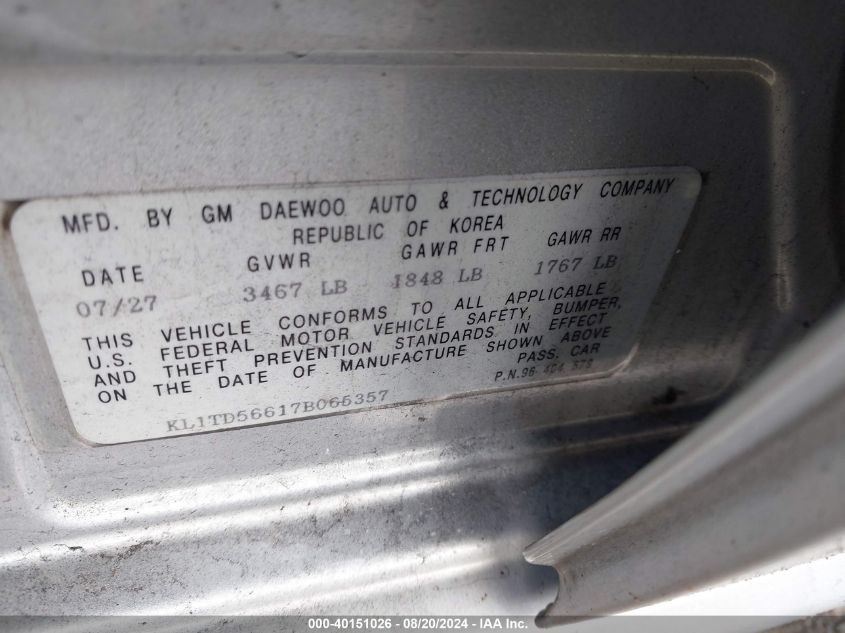 MFD. BY GM DAEWOO AUTO & TECHNOLOGY COMPANY
REPUBLIC OF KOREA
DATE GVWR GAWR FRT GAWR RR
07/27 3467 LB 1848 LB 1767 LB
THIS VEHICLE CONFORMS TO ALL APPLICABLE
U.S. FEDERAL MOTOR VEHICLE SAFETY, BUMPER,
AND THEFT PREVENTION STANDARDS IN EFFECT
ON THE DATE OF MANUFACTURE SHOWN ABOVE
PASS. CAR
P.N.96
KL1TD56617B065357
000-40151026 - 08/20/2024 - IAA Inc.